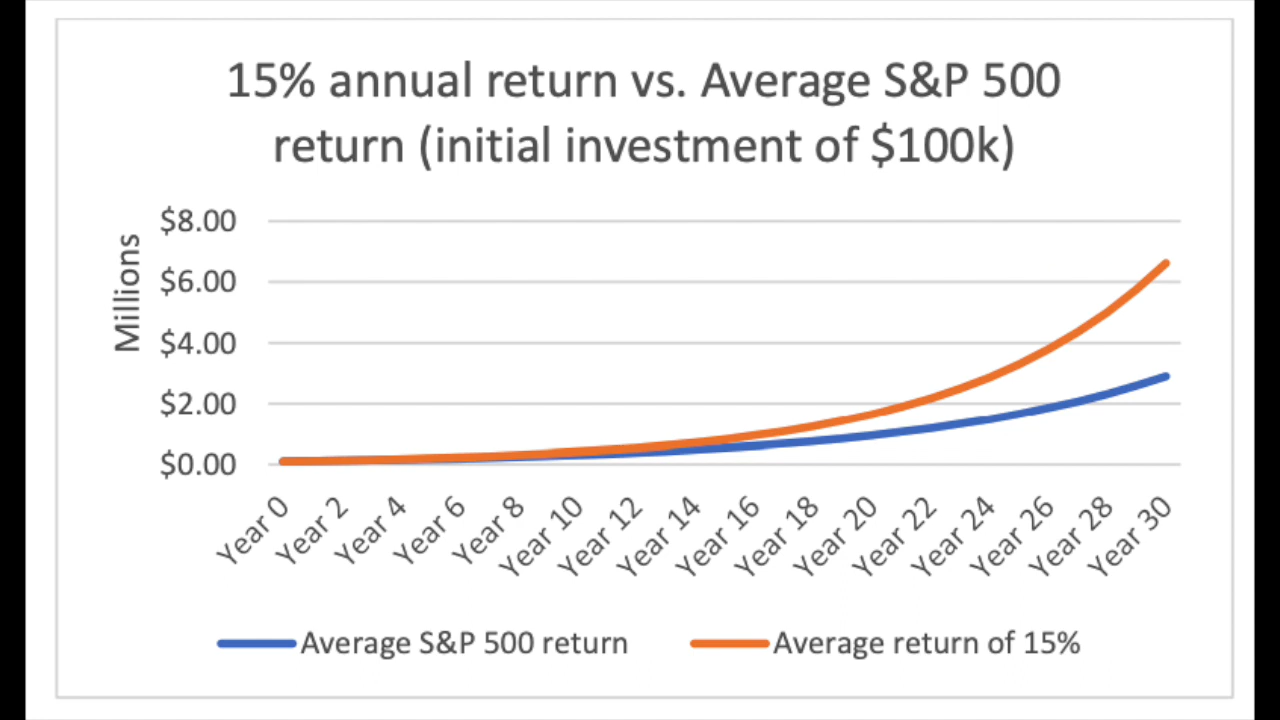 15% annual return vs. Average S&P 500
return (initial investment of $100k)
Millions
$8.00
$6.00
$4.00
$2.00
$0.00
Year 0
Year 2
Year 4
Year 6
Year 8
Year 10
Year 12
Year 14
Year 16
Year 18
Year 20
Year 22
Year 24
Year 26
Year 28
Year 30
Average S&P 500 return
Average return of 15%